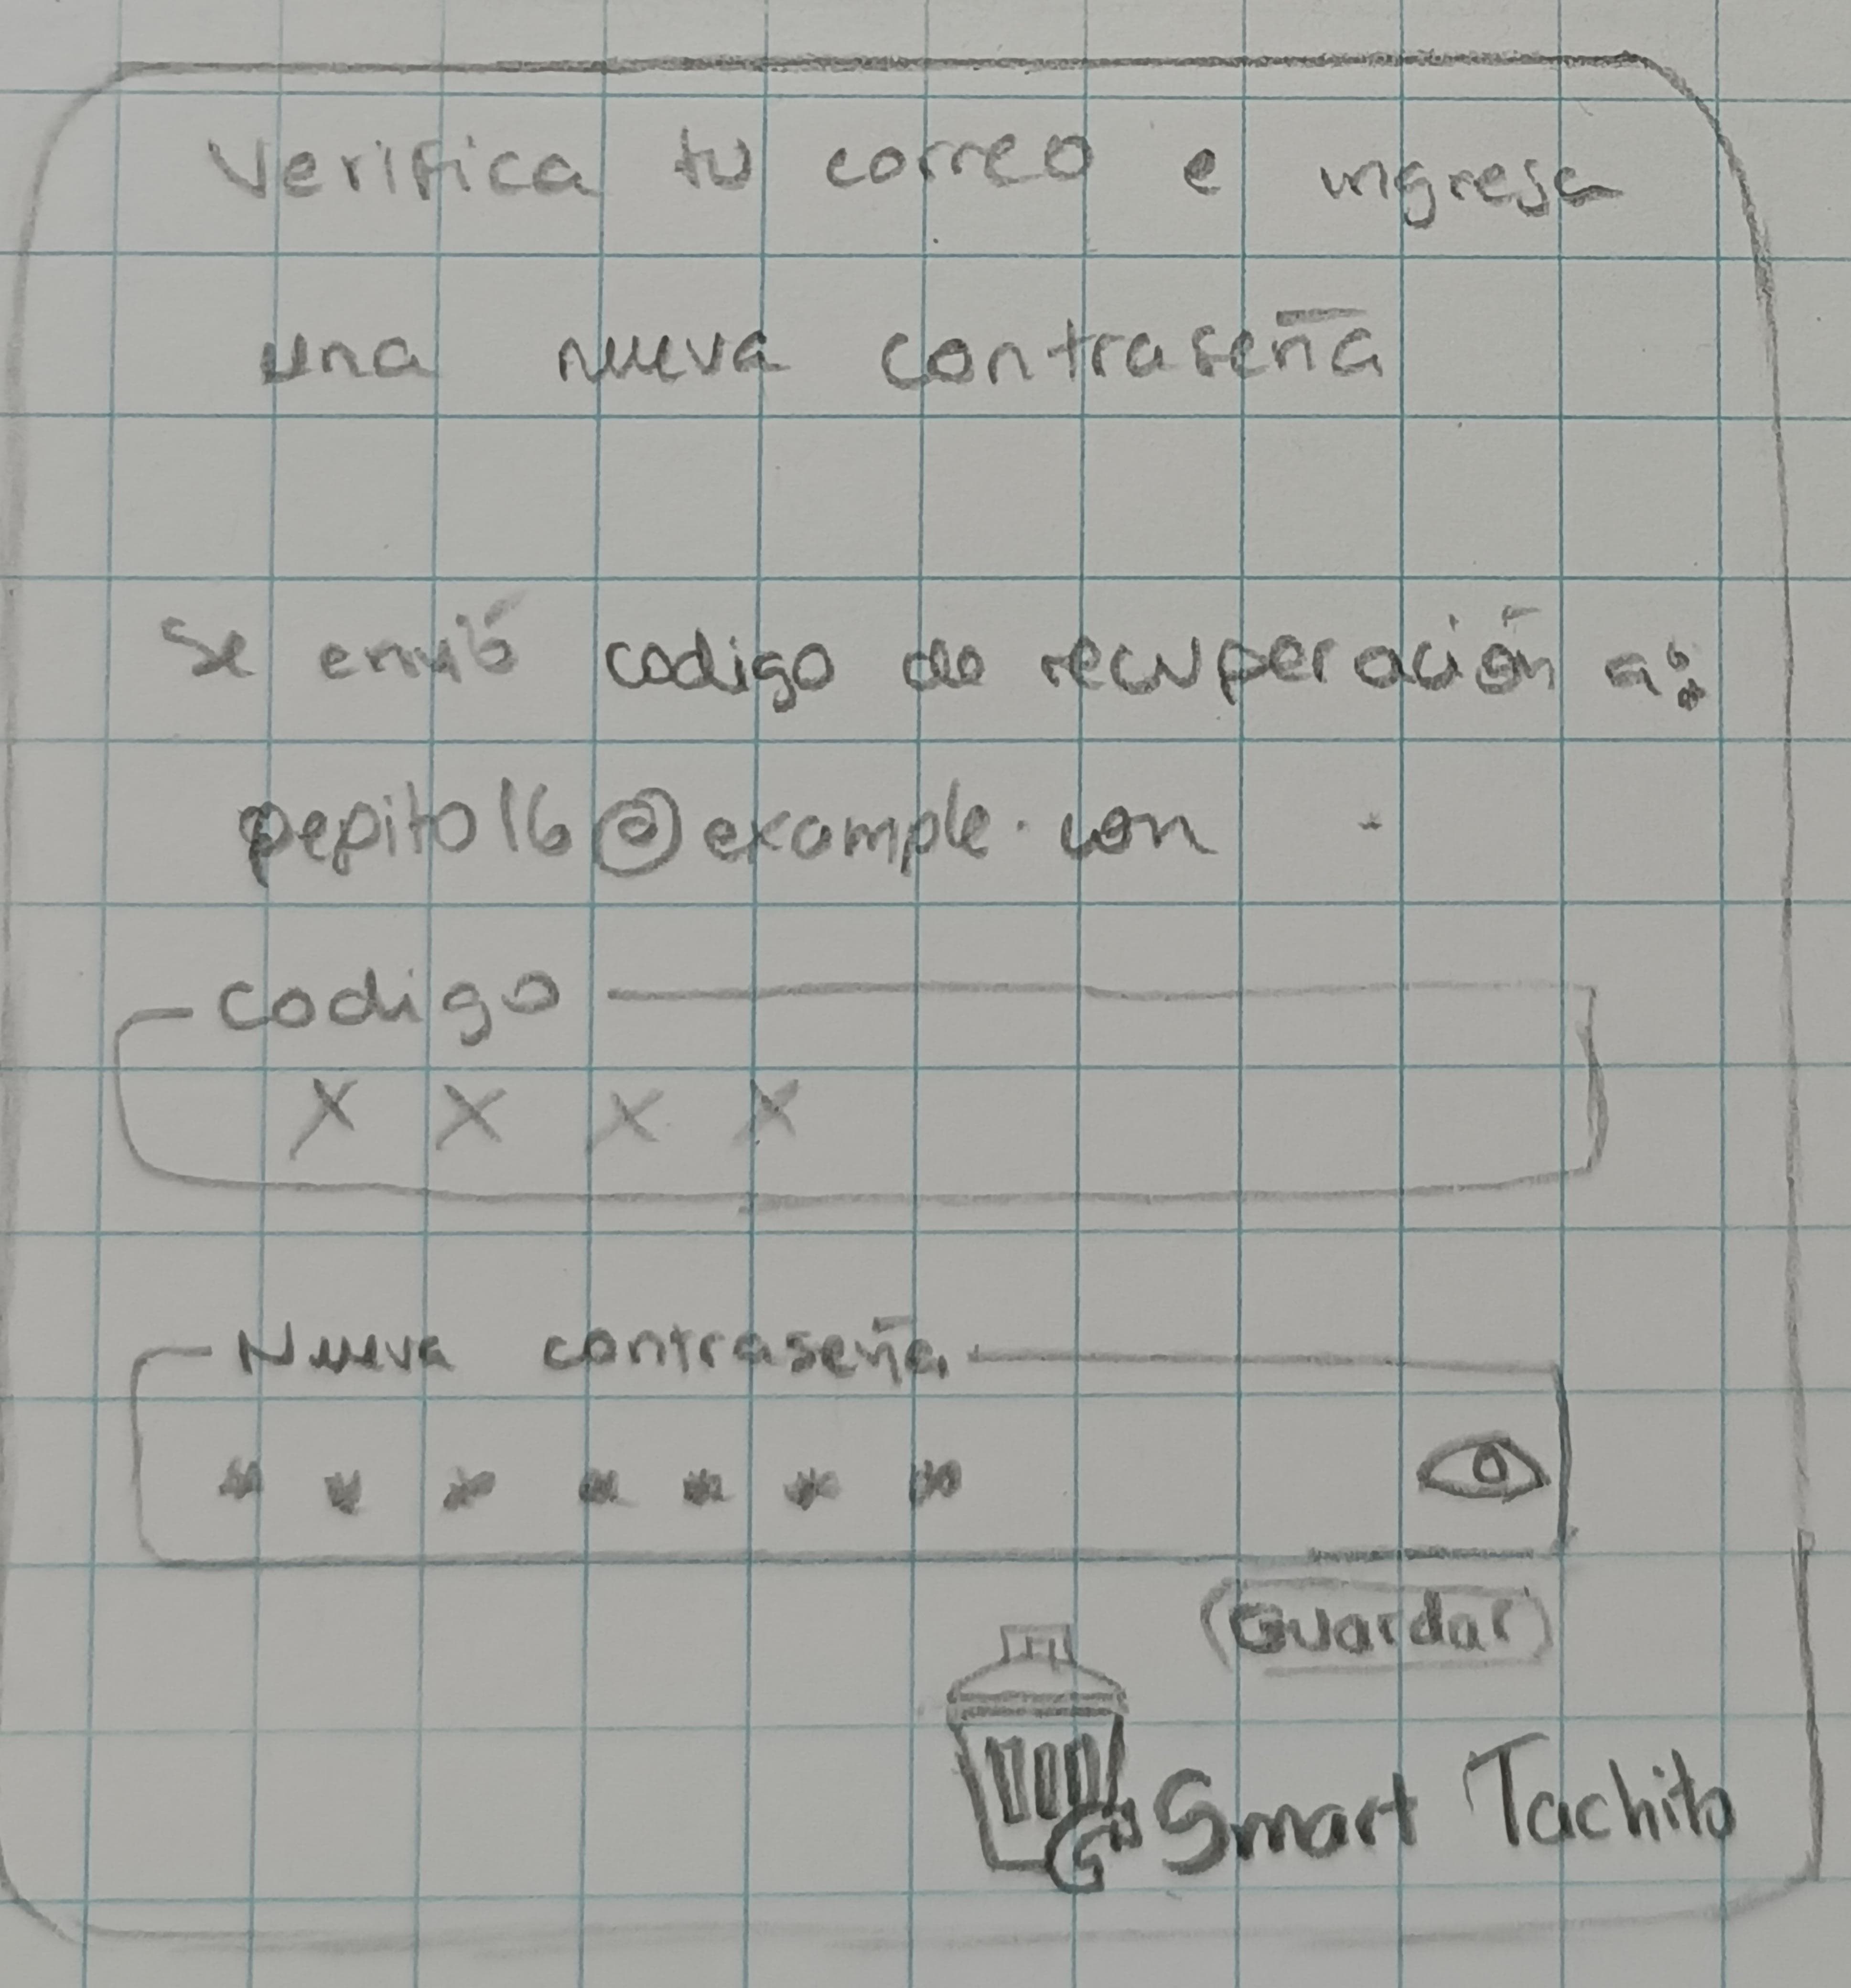 Verifica tu correo e ingresa
una nueva contraseña
Se envió codigo de recuperación a:
pepito16@example.con
codigo
X X X X
Nueva contraseña
* * * * * * *
Guardar
Smart Tachito